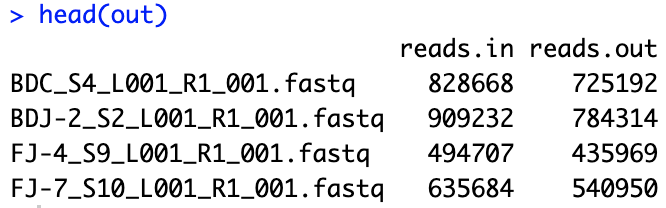 > head(out)
reads.in reads.out
BDC_S4_L001_R1_001.fastq 828668 725192
BDJ-2_S2_L001_R1_001.fastq 909232 784314
FJ-4_S9_L001_R1_001.fastq 494707 435969
FJ-7_S10_L001_R1_001.fastq 635684 540950